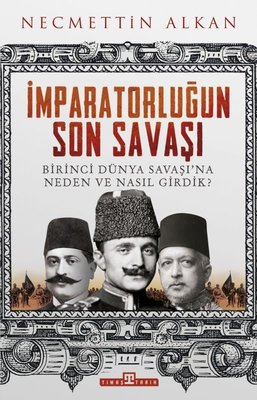 NECMETTİN ALKAN
İMPARATORLUĞUN
SON SAVAŞI
BİRİNCİ DÜNYA SAVAŞI'NA
NEDEN VE NASIL GİRDİK?
TİMAŞ TARİH